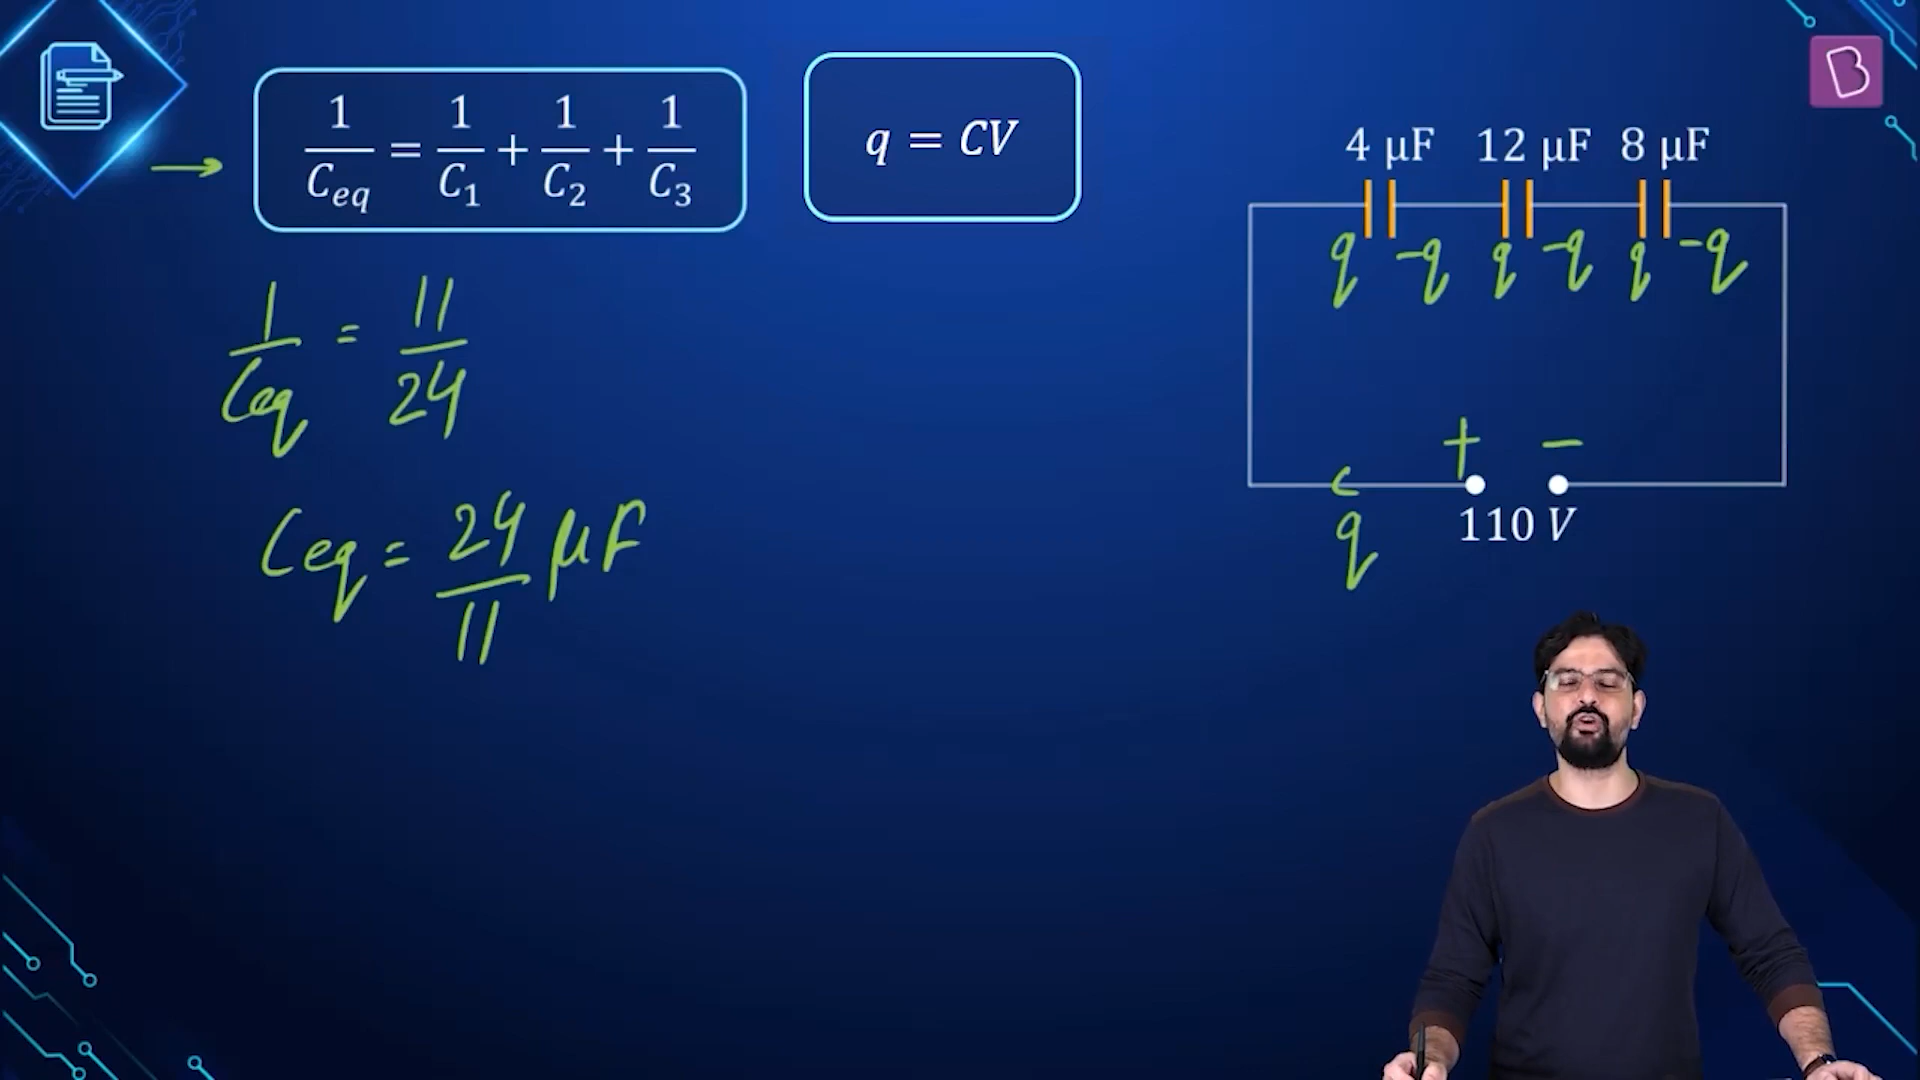 1/C_eq = 1/C_1 + 1/C_2 + 1/C_3
q = CV
4 μF 12 μF 8 μF
q -q q -q q -q
1/Ceq = 11/24
Ceq = 24/11 μF
+ −
110 V
q
B